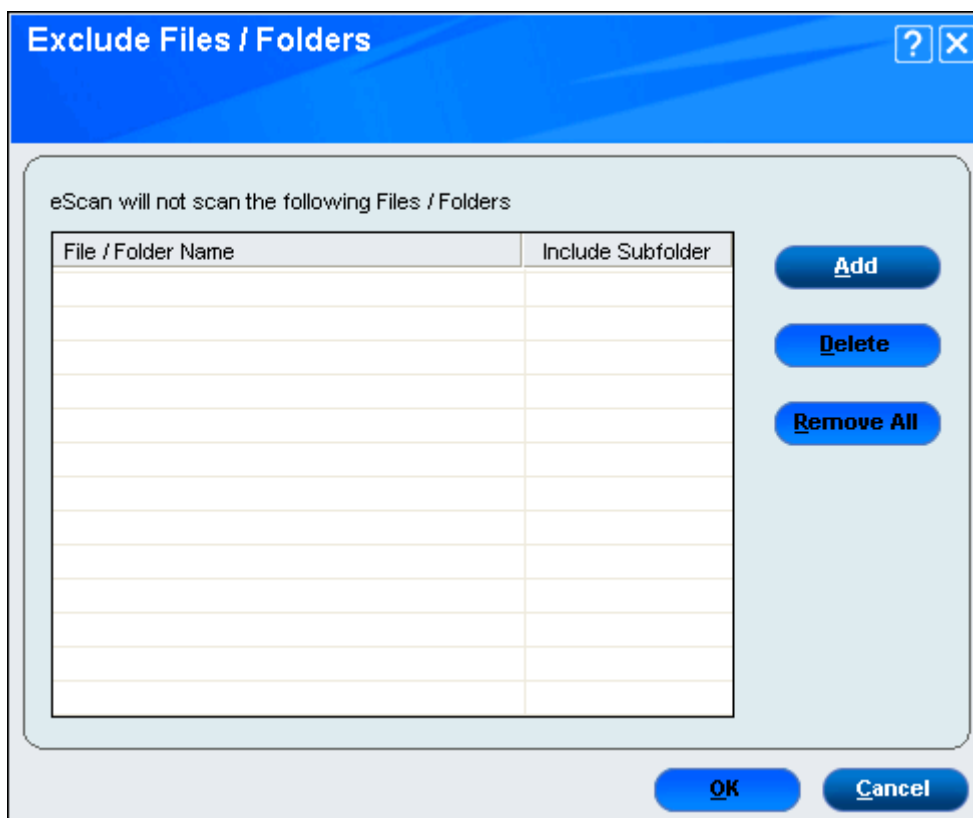 Exclude Files / Folders
?
eScan will not scan the following Files / Folders
File / Folder Name Include Subfolder
Add
Delete
Remove All
OK Cancel